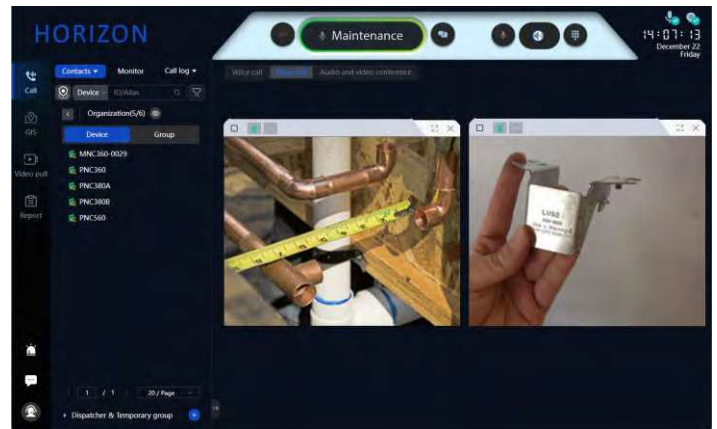 HORIZON
Maintenance
14:07:13
December 22
Friday
Contacts
Monitor
Call log
Voice call
Audio and video conference
Call
Device
ID/Alias
GIS
Organization(5/6)
Device
Group
Video pull
MNC360-0029
PNC360
PNC380A
PNC380B
PNC560
Report
LUS2
1 / 1
20 / Page
Dispatcher & Temporary group